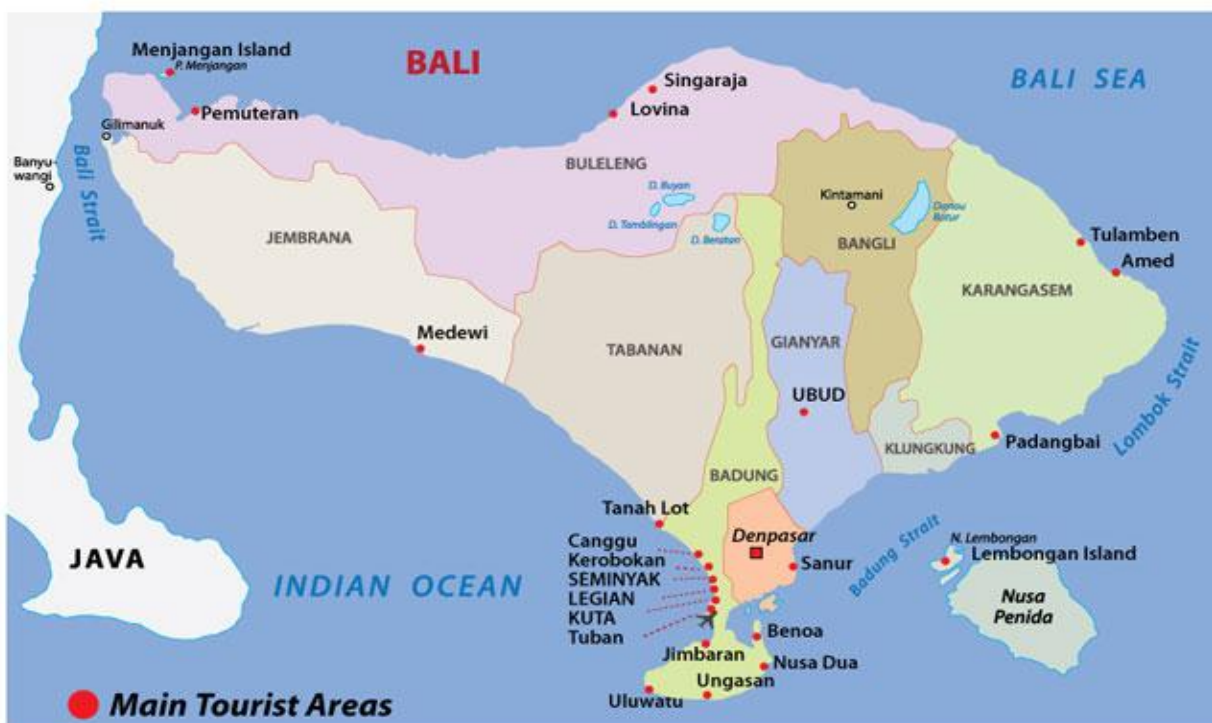 Menjangan Island
P. Menjangan
BALI
BALI SEA
Singaraja
Lovina
Pemuteran
Gilimanuk
Banyu-
wangi
Bali Strait
BULELENG
D. Buyan
D. Tamblingan
D. Beratan
Kintamani
Danau
Batur
JEMBRANA
BANGLI
Tulamben
Amed
KARANGASEM
Medewi
TABANAN
GIANYAR
UBUD
Lombok Strait
Padangbai
KLUNGKUNG
BADUNG
Tanah Lot
Denpasar
Canggu
Kerobokan
SEMINYAK
LEGIAN
KUTA
Tuban
Sanur
Badung Strait
N. Lembongan
Lembongan Island
Nusa
Penida
JAVA
INDIAN OCEAN
Benoa
Jimbaran
Nusa Dua
Ungasan
Uluwatu
Main Tourist Areas